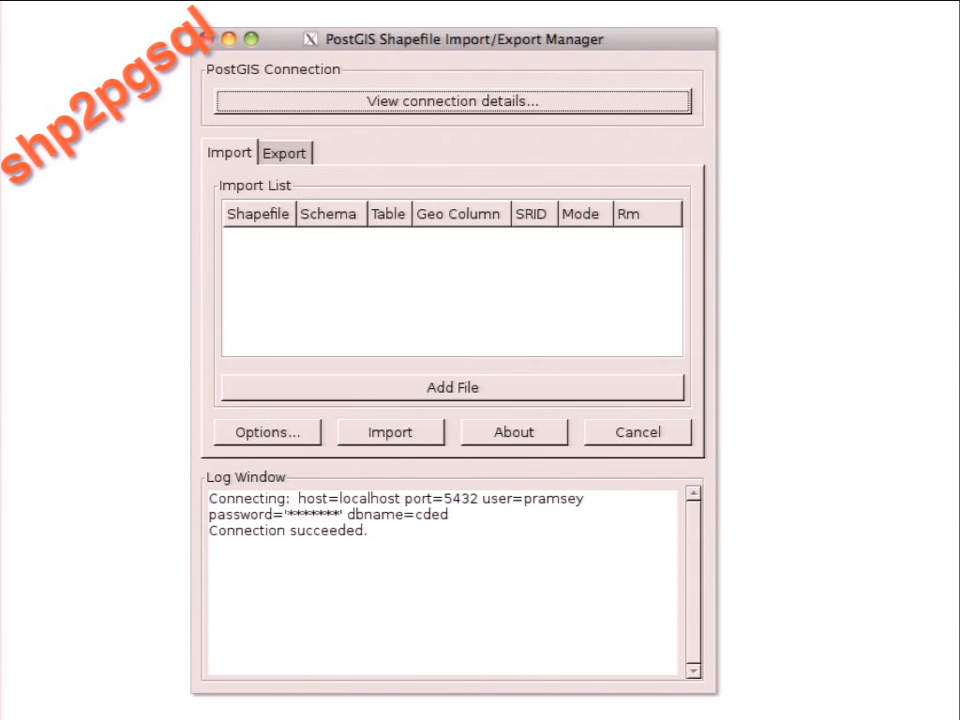 shp2pgsql
PostGIS Shapefile Import/Export Manager
PostGIS Connection
View connection details...
Import Export
Import List
Shapefile Schema Table Geo Column SRID Mode Rm
Add File
Options... Import About Cancel
Log Window
Connecting:  host=localhost port=5432 user=pramsey
password='*******' dbname=cded
Connection succeeded.